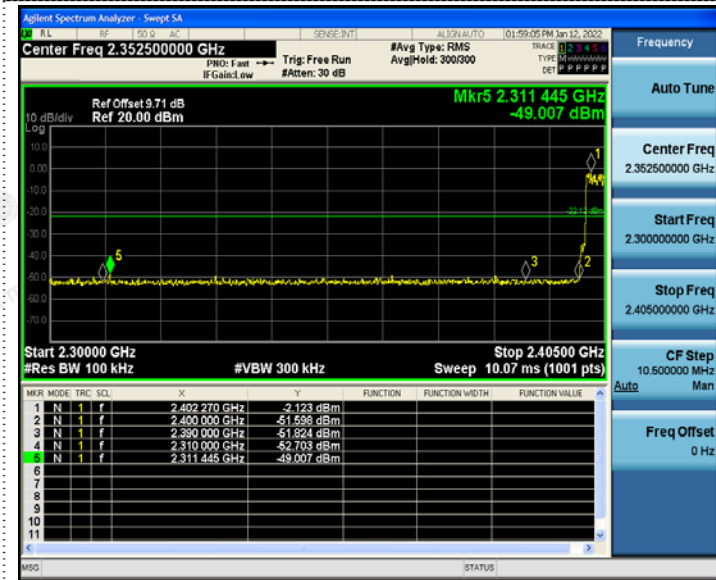 Agilent Spectrum Analyzer - Swept SA
RL RF 50 Ω AC SENSE:INT ALIGNAUTO 01:59:05 PM Jan 12, 2022
Center Freq 2.352500000 GHz
#Avg Type: RMS
TRACE 1 2 3 4 5 6
PNO: Fast Trig: Free Run Avg|Hold: 300/300
TYPE M WWWWW
IFGain:Low #Atten: 30 dB
DET P P P P P P
Mkr5 2.311 445 GHz
-49.007 dBm
Ref Offset 9.71 dB
10 dB/div Ref 20.00 dBm
Log
10.0
0.00
-10.0
-20.0
-30.0
-40.0
-50.0
-60.0
-70.0
1
-22.12 dBm
5
3
2
Start 2.30000 GHz Stop 2.40500 GHz
#Res BW 100 kHz #VBW 300 kHz Sweep 10.07 ms (1001 pts)
MKR MODE TRC SCL X Y FUNCTION FUNCTION WIDTH FUNCTION VALUE
1 N 1 f 2.402 270 GHz -2.123 dBm
2 N 1 f 2.400 000 GHz -51.598 dBm
3 N 1 f 2.390 000 GHz -51.824 dBm
4 N 1 f 2.310 000 GHz -52.703 dBm
5 N 1 f 2.311 445 GHz -49.007 dBm
6
7
8
9
10
11
MSG STATUS
Frequency
Auto Tune
Center Freq
2.352500000 GHz
Start Freq
2.300000000 GHz
Stop Freq
2.405000000 GHz
CF Step
10.500000 MHz
Auto Man
Freq Offset
0 Hz